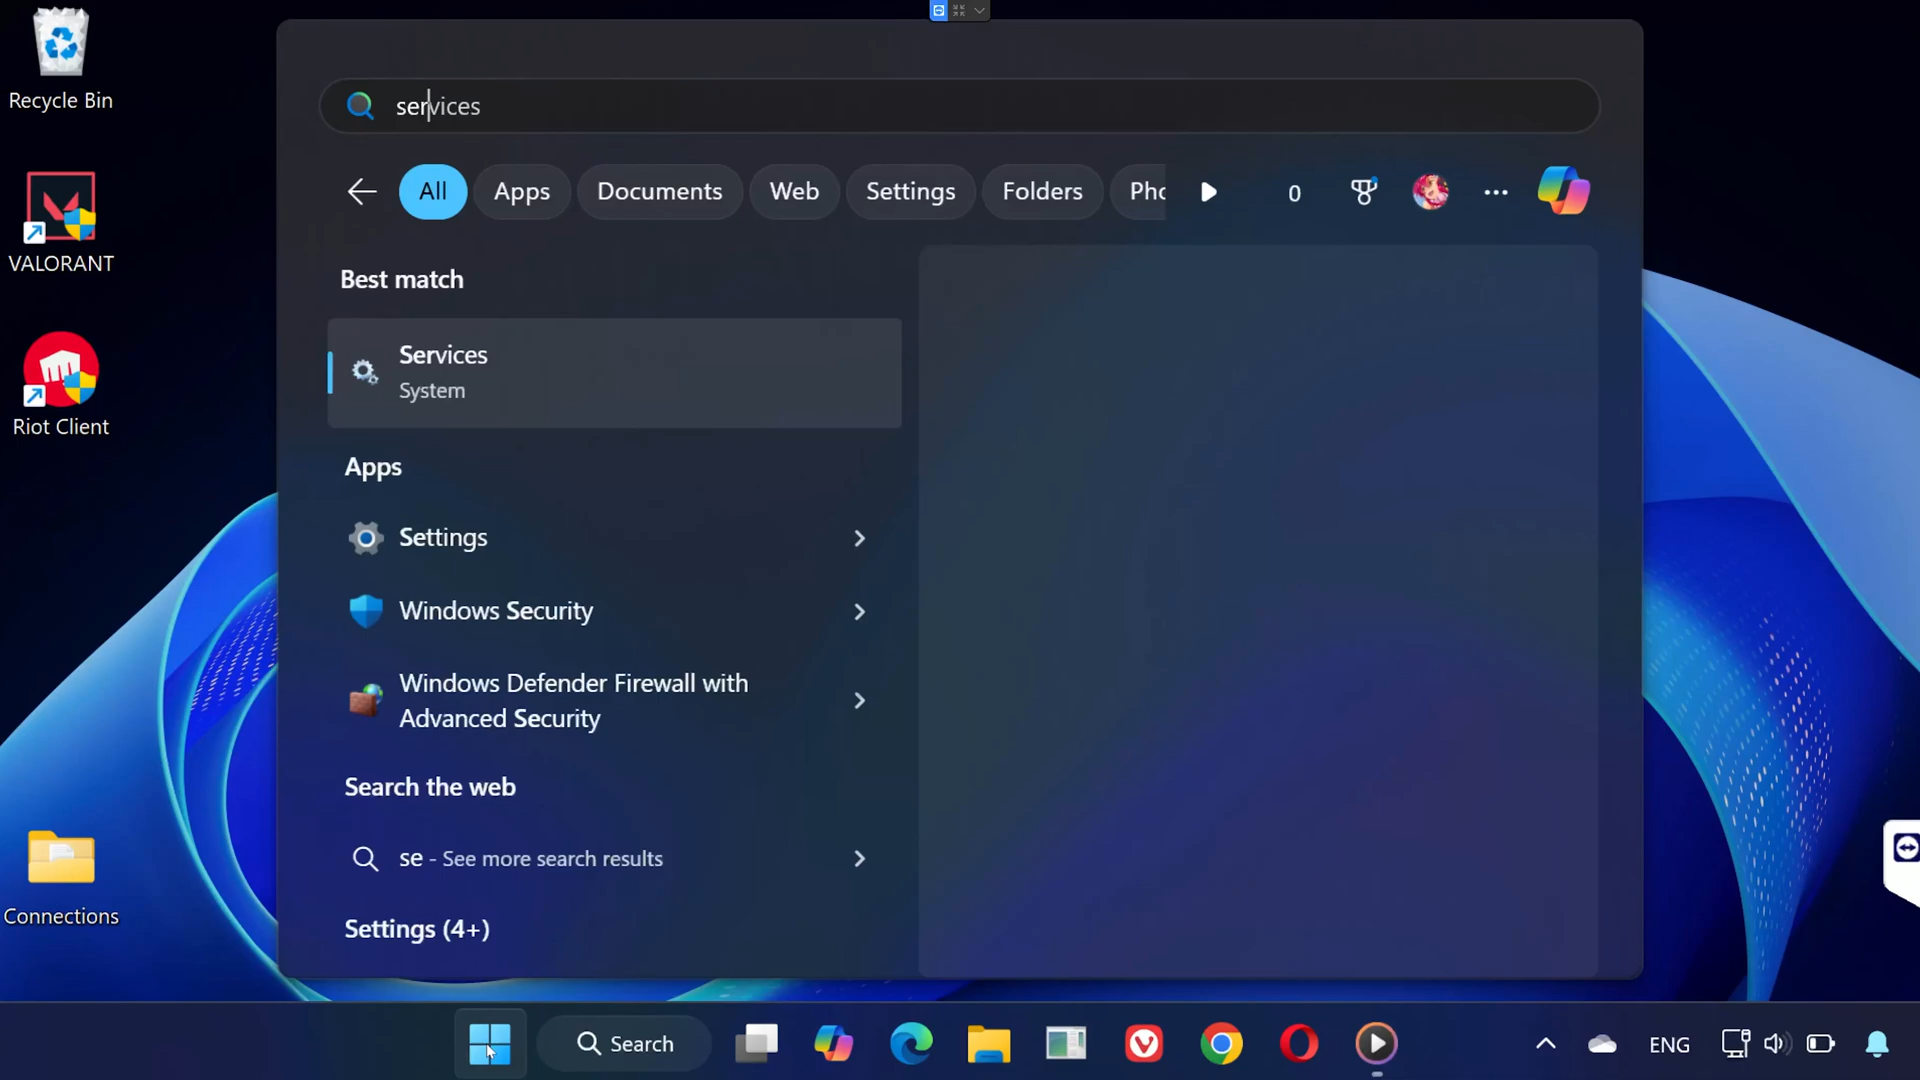 Recycle Bin
VALORANT
Riot Client
Connections
services
All
Apps
Documents
Web
Settings
Folders
Pho
0
Best match
Services
System
Apps
Settings
Windows Security
Windows Defender Firewall with
Advanced Security
Search the web
se - See more search results
Settings (4+)
Search
ENG